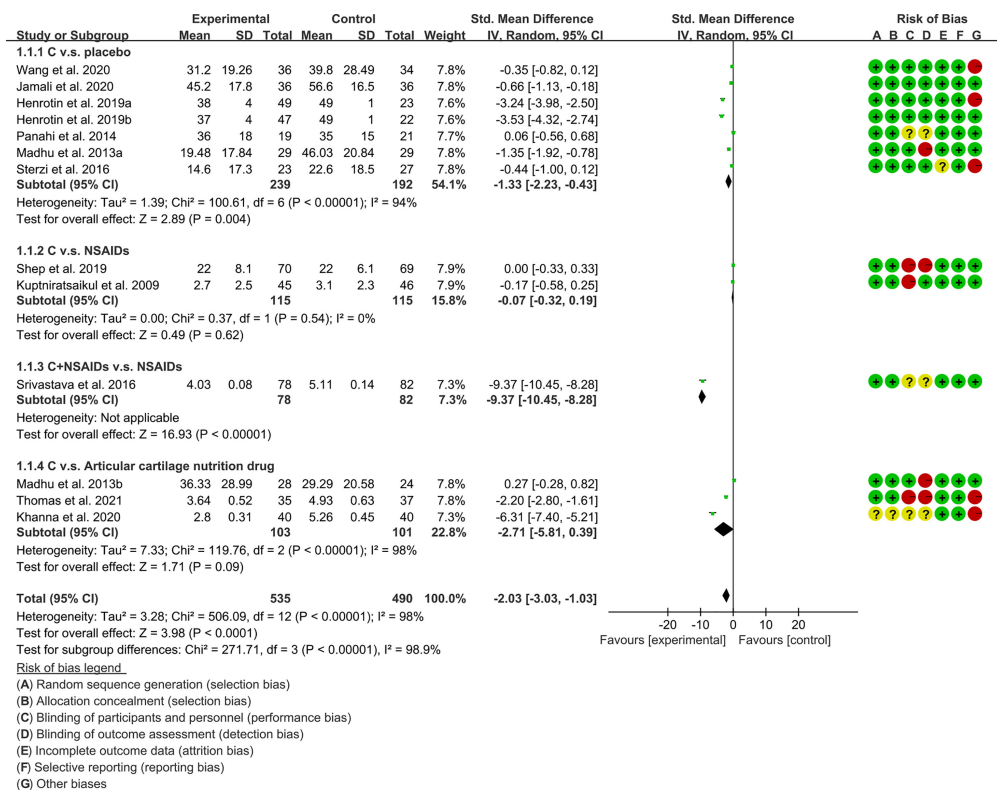 Experimental Control Std. Mean Difference Std. Mean Difference Risk of Bias
Study or Subgroup Mean SD Total Mean SD Total Weight IV, Random, 95% CI IV, Random, 95% CI A B C D E F G
1.1.1 C v.s. placebo
Wang et al. 2020 31.2 19.26 36 39.8 28.49 34 7.8% -0.35 [-0.82, 0.12] + + + + + + -
Jamali et al. 2020 45.2 17.8 36 56.6 16.5 36 7.8% -0.66 [-1.13, -0.18] + + + + + + +
Henrotin et al. 2019a 38 4 49 49 1 23 7.6% -3.24 [-3.98, -2.50] + + + + + + -
Henrotin et al. 2019b 37 4 47 49 1 22 7.6% -3.53 [-4.32, -2.74] + + + + + + +
Panahi et al. 2014 36 18 19 35 15 21 7.7% 0.06 [-0.56, 0.68] + + ? ? + + +
Madhu et al. 2013a 19.48 17.84 29 46.03 20.84 29 7.8% -1.35 [-1.92, -0.78] + + + - + + +
Sterzi et al. 2016 14.6 17.3 23 22.6 18.5 27 7.8% -0.44 [-1.00, 0.12] + + + + ? + -
Subtotal (95% CI) 239 192 54.1% -1.33 [-2.23, -0.43]
Heterogeneity: Tau² = 1.39; Chi² = 100.61, df = 6 (P < 0.00001); I² = 94%
Test for overall effect: Z = 2.89 (P = 0.004)
1.1.2 C v.s. NSAIDs
Shep et al. 2019 22 8.1 70 22 6.1 69 7.9% 0.00 [-0.33, 0.33] + + - - + + +
Kuptniratsaikul et al. 2009 2.7 2.5 45 3.1 2.3 46 7.9% -0.17 [-0.58, 0.25] + + - + + + +
Subtotal (95% CI) 115 115 15.8% -0.07 [-0.32, 0.19]
Heterogeneity: Tau² = 0.00; Chi² = 0.37, df = 1 (P = 0.54); I² = 0%
Test for overall effect: Z = 0.49 (P = 0.62)
1.1.3 C+NSAIDs v.s. NSAIDs
Srivastava et al. 2016 4.03 0.08 78 5.11 0.14 82 7.3% -9.37 [-10.45, -8.28] + + ? ? + + +
Subtotal (95% CI) 78 82 7.3% -9.37 [-10.45, -8.28]
Heterogeneity: Not applicable
Test for overall effect: Z = 16.93 (P < 0.00001)
1.1.4 C v.s. Articular cartilage nutrition drug
Madhu et al. 2013b 36.33 28.99 28 29.29 20.58 24 7.8% 0.27 [-0.28, 0.82] + + + - + + +
Thomas et al. 2021 3.64 0.52 35 4.93 0.63 37 7.8% -2.20 [-2.80, -1.61] + + - - + + -
Khanna et al. 2020 2.8 0.31 40 5.26 0.45 40 7.3% -6.31 [-7.40, -5.21] ? ? ? ? + + -
Subtotal (95% CI) 103 101 22.8% -2.71 [-5.81, 0.39]
Heterogeneity: Tau² = 7.33; Chi² = 119.76, df = 2 (P < 0.00001); I² = 98%
Test for overall effect: Z = 1.71 (P = 0.09)
Total (95% CI) 535 490 100.0% -2.03 [-3.03, -1.03]
Heterogeneity: Tau² = 3.28; Chi² = 506.09, df = 12 (P < 0.00001); I² = 98%
Test for overall effect: Z = 3.98 (P < 0.0001)
Test for subgroup differences: Chi² = 271.71, df = 3 (P < 0.00001), I² = 98.9%
-20 -10 0 10 20
Favours [experimental] Favours [control]
Risk of bias legend
(A) Random sequence generation (selection bias)
(B) Allocation concealment (selection bias)
(C) Blinding of participants and personnel (performance bias)
(D) Blinding of outcome assessment (detection bias)
(E) Incomplete outcome data (attrition bias)
(F) Selective reporting (reporting bias)
(G) Other biases